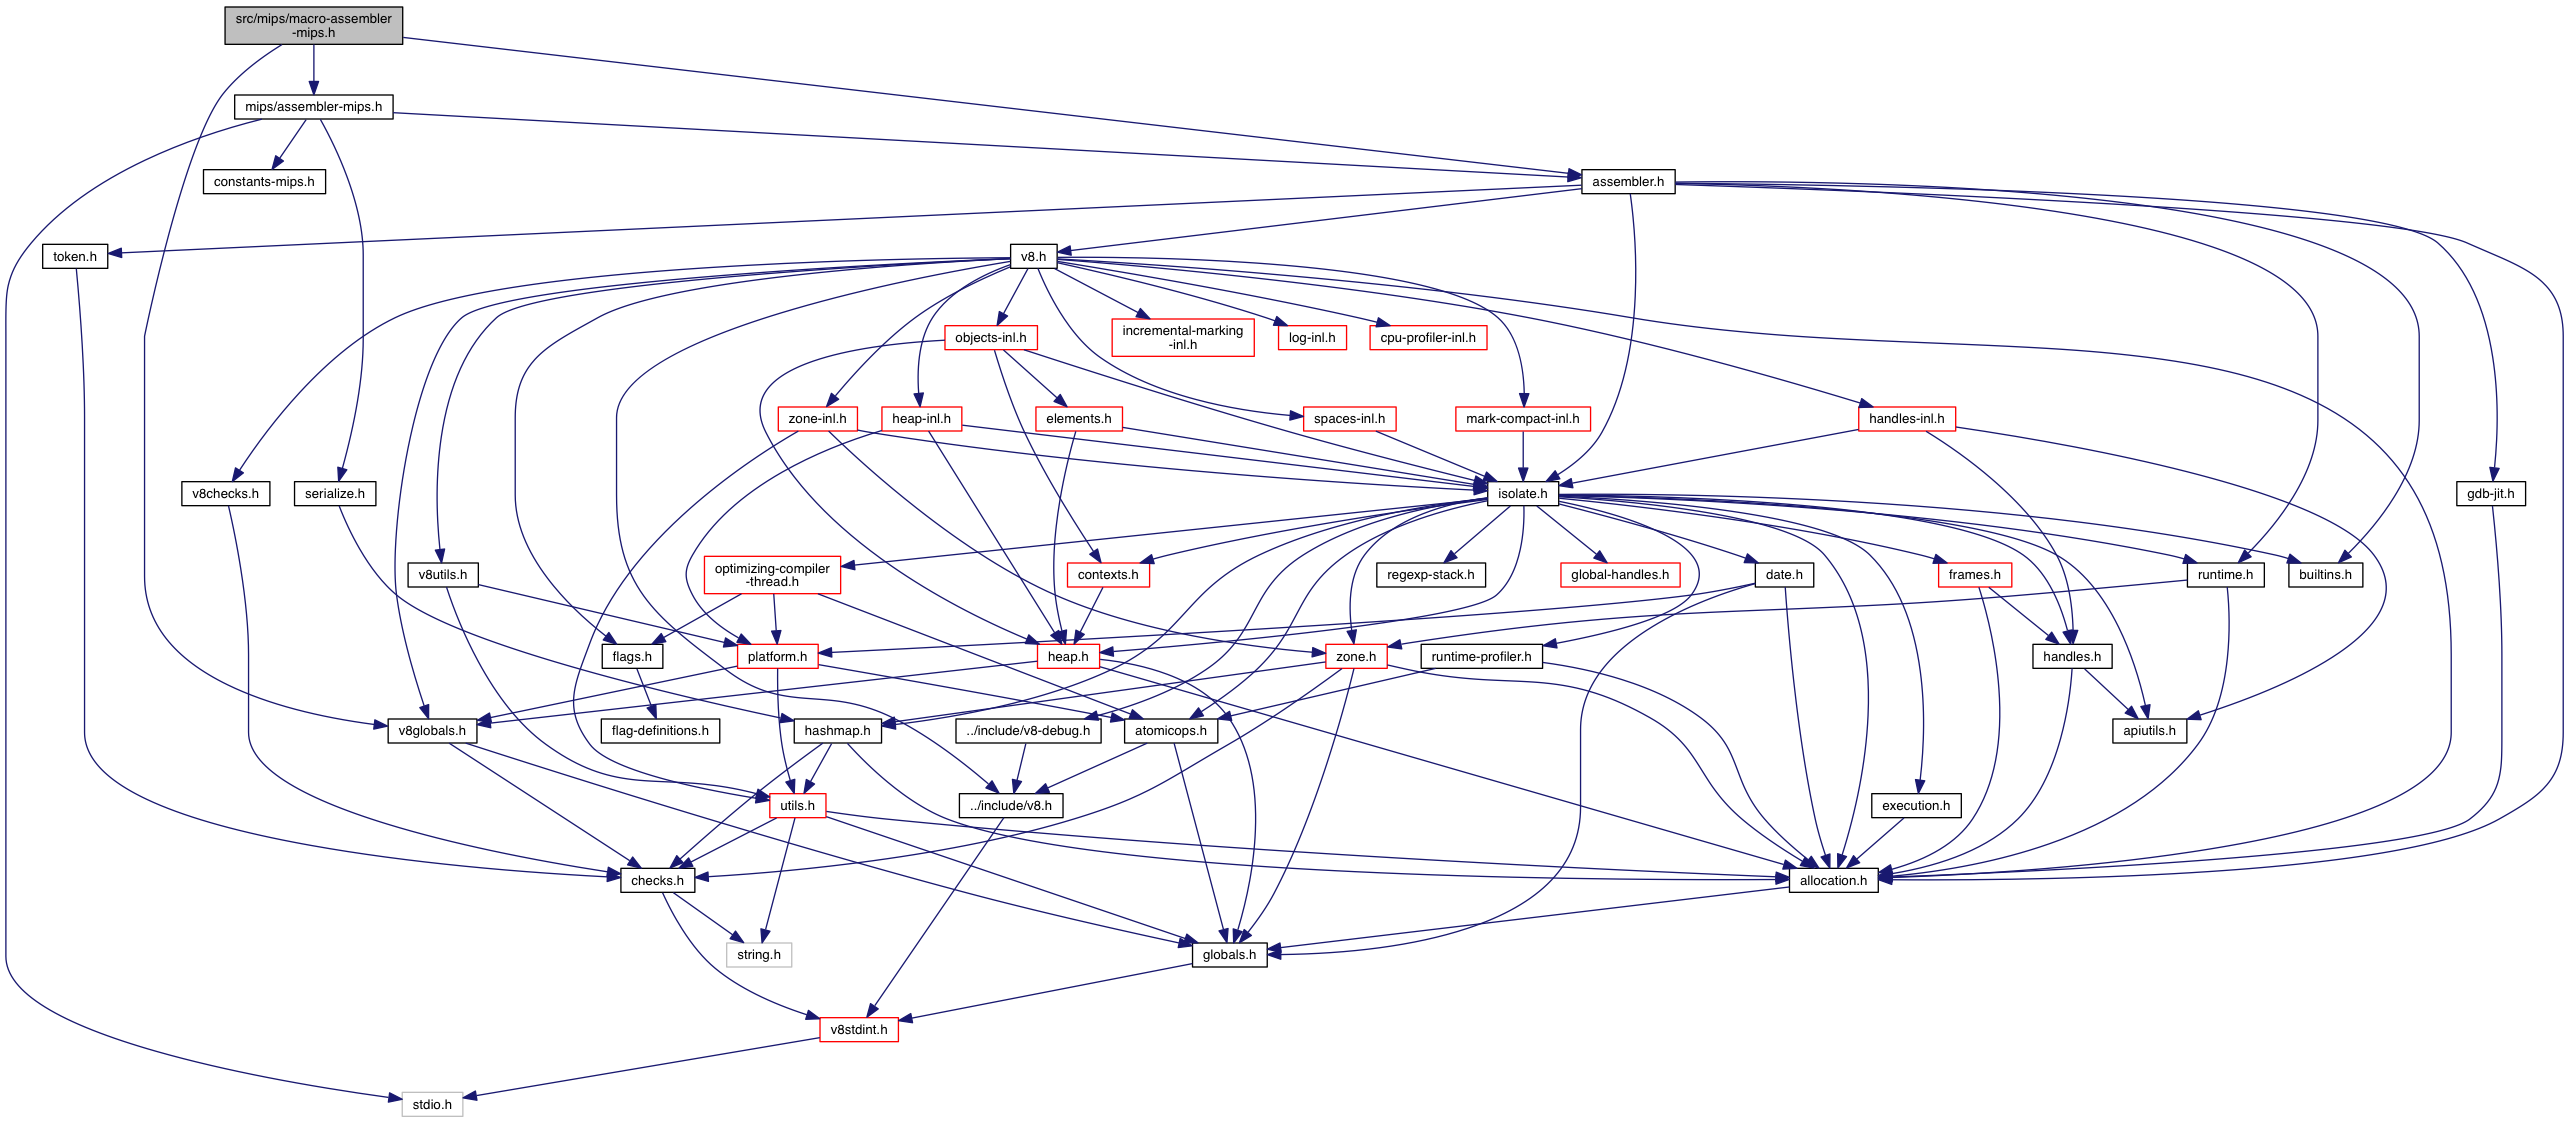 src/mips/macro-assembler
-mips.h
mips/assembler-mips.h
constants-mips.h
assembler.h
token.h
v8.h
objects-inl.h
incremental-marking
-inl.h
log-inl.h
cpu-profiler-inl.h
zone-inl.h
heap-inl.h
elements.h
spaces-inl.h
mark-compact-inl.h
handles-inl.h
v8checks.h
serialize.h
isolate.h
gdb-jit.h
v8utils.h
optimizing-compiler
-thread.h
contexts.h
regexp-stack.h
global-handles.h
date.h
frames.h
runtime.h
builtins.h
flags.h
platform.h
heap.h
zone.h
runtime-profiler.h
handles.h
v8globals.h
flag-definitions.h
hashmap.h
../include/v8-debug.h
atomicops.h
apiutils.h
utils.h
../include/v8.h
execution.h
checks.h
allocation.h
string.h
globals.h
v8stdint.h
stdio.h